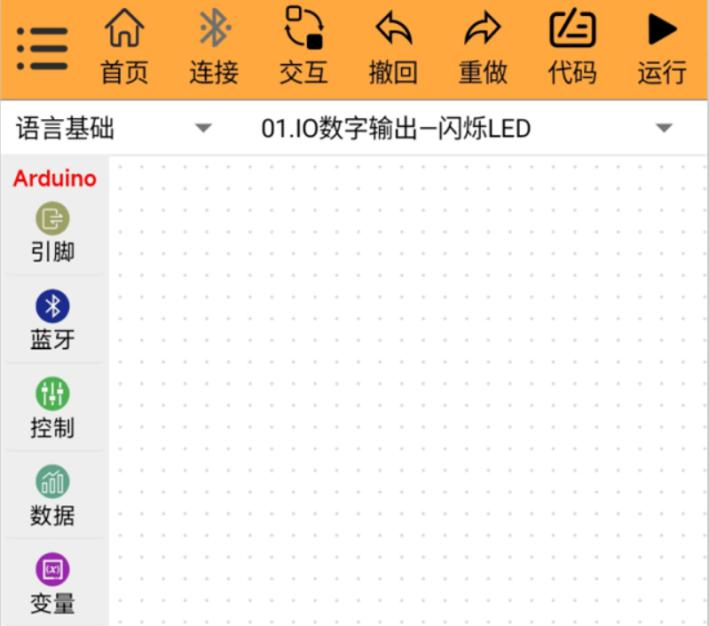 首页 连接 交互 撤回 重做 代码 运行
语言基础 01.IO数字输出—闪烁LED
Arduino
引脚
蓝牙
控制
数据
变量